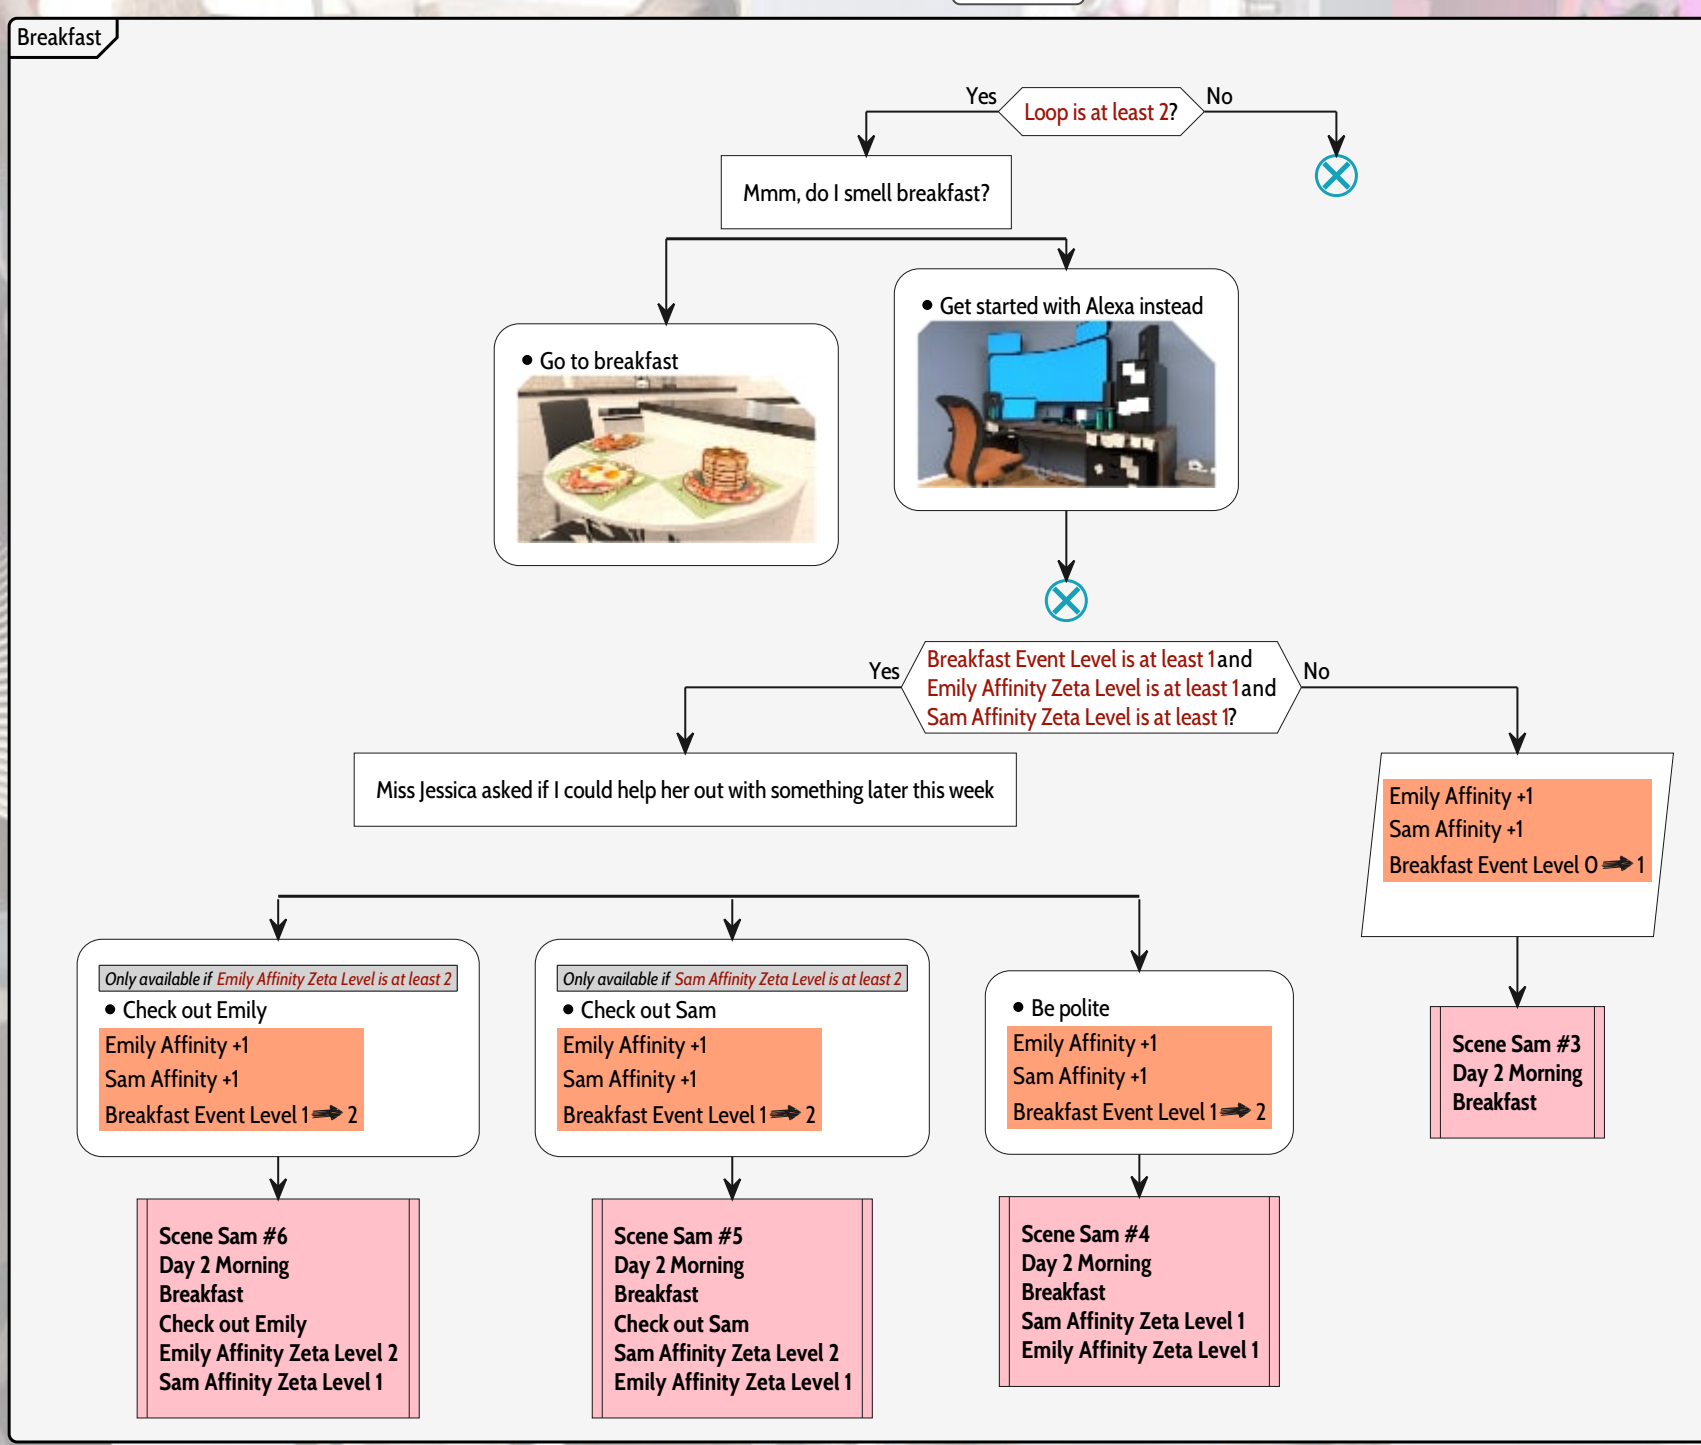 Breakfast
Yes
Loop is at least 2?
No
Mmm, do I smell breakfast?
• Get started with Alexa instead
• Go to breakfast
Yes
Breakfast Event Level is at least 1 and
Emily Affinity Zeta Level is at least 1 and
Sam Affinity Zeta Level is at least 1?
No
Miss Jessica asked if I could help her out with something later this week
Emily Affinity +1
Sam Affinity +1
Breakfast Event Level 0 ➡ 1
Scene Sam #3
Day 2 Morning
Breakfast
Only available if Emily Affinity Zeta Level is at least 2
• Check out Emily
Emily Affinity +1
Sam Affinity +1
Breakfast Event Level 1 ➡ 2
Only available if Sam Affinity Zeta Level is at least 2
• Check out Sam
Emily Affinity +1
Sam Affinity +1
Breakfast Event Level 1 ➡ 2
• Be polite
Emily Affinity +1
Sam Affinity +1
Breakfast Event Level 1 ➡ 2
Scene Sam #6
Day 2 Morning
Breakfast
Check out Emily
Emily Affinity Zeta Level 2
Sam Affinity Zeta Level 1
Scene Sam #5
Day 2 Morning
Breakfast
Check out Sam
Sam Affinity Zeta Level 2
Emily Affinity Zeta Level 1
Scene Sam #4
Day 2 Morning
Breakfast
Sam Affinity Zeta Level 1
Emily Affinity Zeta Level 1